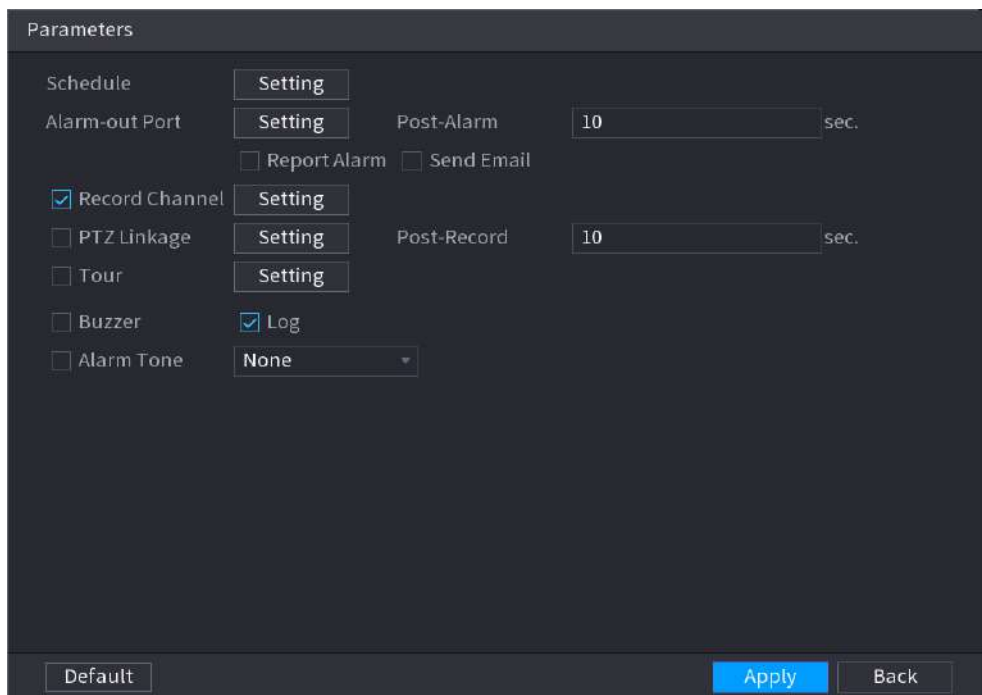 Parameters
Schedule Setting
Alarm-out Port Setting Post-Alarm 10 sec.
Report Alarm Send Email
Record Channel Setting
PTZ Linkage Setting Post-Record 10 sec.
Tour Setting
Buzzer Log
Alarm Tone None
Default Apply Back